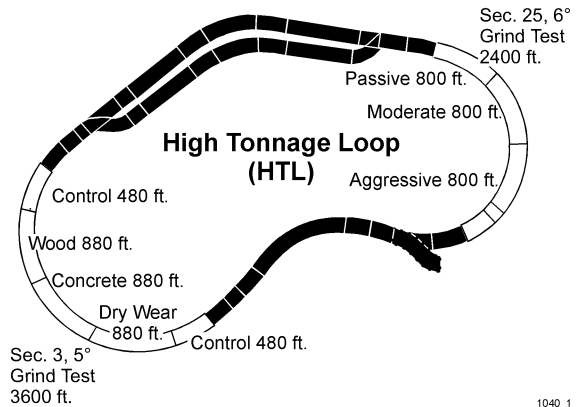 Sec. 25, 6°
Grind Test
2400 ft.
Passive 800 ft.
Moderate 800 ft.
High Tonnage Loop
(HTL)
Aggressive 800 ft.
Control 480 ft.
Wood 880 ft.
Concrete 880 ft.
Dry Wear
880 ft.
Control 480 ft.
Sec. 3, 5°
Grind Test
3600 ft.
1040 1